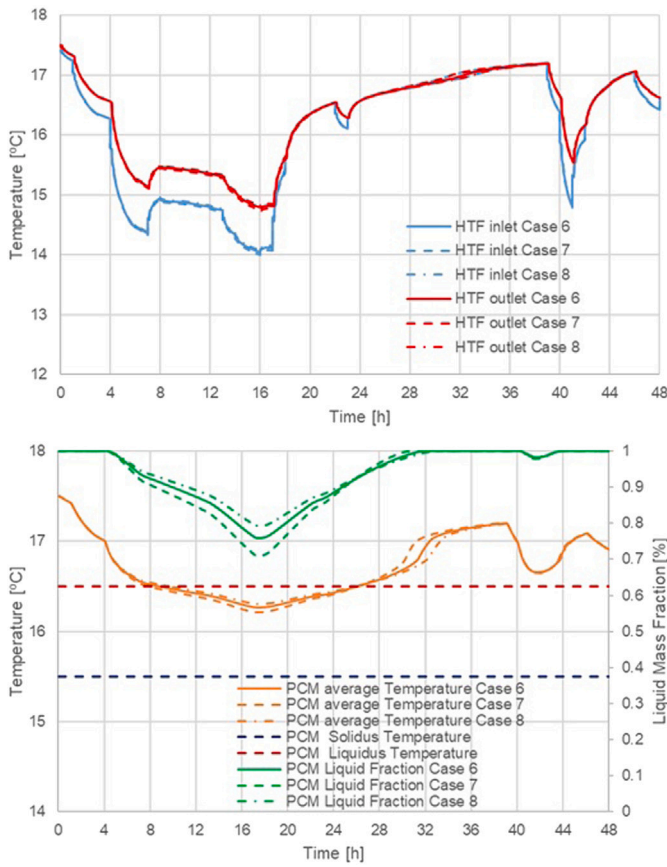 18
17
16
15
14
13
12
Temperature [ºC]
0 4 8 12 16 20 24 28 32 36 40 44 48
Time [h]
HTF inlet Case 6
HTF inlet Case 7
HTF inlet Case 8
HTF outlet Case 6
HTF outlet Case 7
HTF outlet Case 8
18
17
16
15
14
Temperature [ºC]
1
0.9
0.8
0.7
0.6
0.5
0.4
0.3
0.2
0.1
0
Liquid Mass Fraction [%]
PCM average Temperature Case 6
PCM average Temperature Case 7
PCM average Temperature Case 8
PCM Solidus Temperature
PCM Liquidus Temperature
PCM Liquid Fraction Case 6
PCM Liquid Fraction Case 7
PCM Liquid Fraction Case 8
0 4 8 12 16 20 24 28 32 36 40 44 48
Time [h]